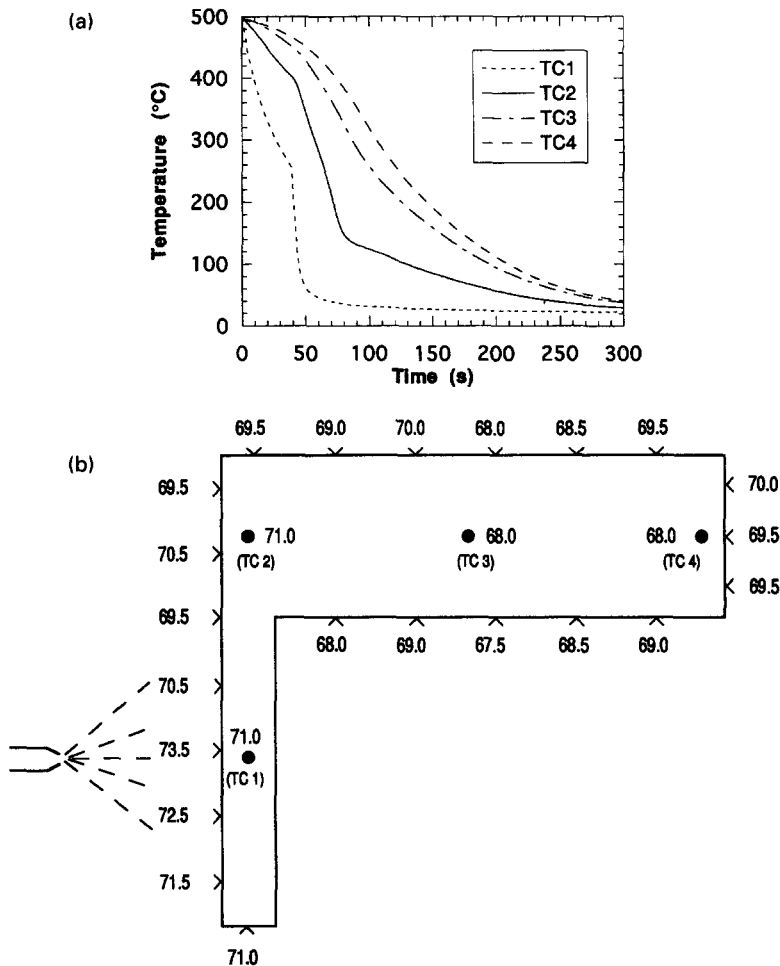 (a)
500
400
300
200
100
0
Temperature (°C)
TC1
TC2
TC3
TC4
0 50 100 150 200 250 300
Time (s)
(b)
69.5 69.0 70.0 68.0 68.5 69.5
69.5
70.0
71.0
(TC 2)
68.0
(TC 3)
68.0
(TC 4)
69.5
70.5
69.5
69.5
68.0 69.0 67.5 68.5 69.0
70.5
71.0
(TC 1)
73.5
72.5
71.5
71.0